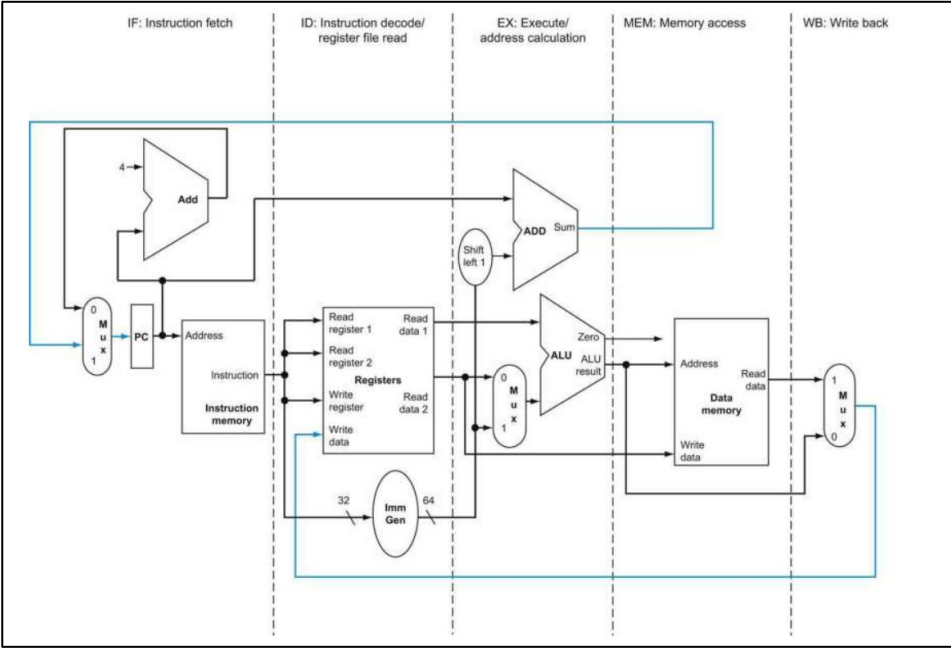 IF: Instruction fetch
ID: Instruction decode/
register file read
EX: Execute/
address calculation
MEM: Memory access
WB: Write back
4
Add
ADD
Sum
Shift
left 1
0
M
u
x
1
PC
Address
Instruction
Instruction
memory
Read
register 1
Read
register 2
Write
register
Write
data
Registers
Read
data 1
Read
data 2
0
M
u
x
1
Zero
ALU
ALU
result
Address
Read
data
Data
memory
Write
data
1
M
u
x
0
32
Imm
Gen
64